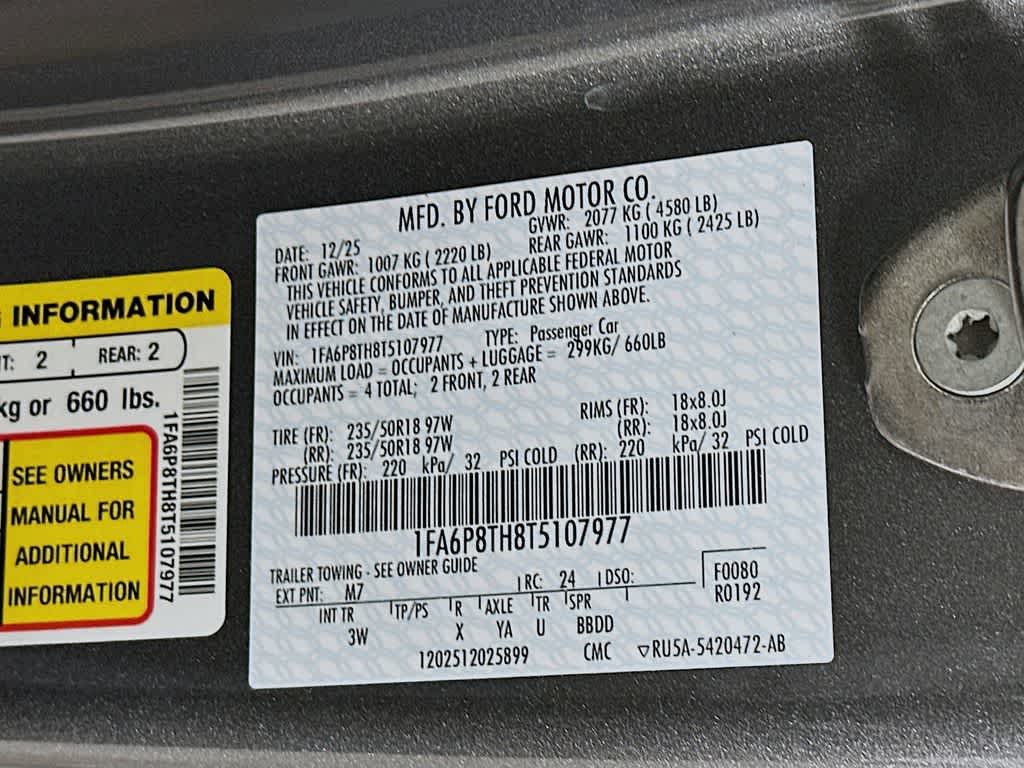 MFD. BY FORD MOTOR CO.
DATE: 12/25 GVWR: 2077 KG ( 4580 LB)
FRONT GAWR: 1007 KG ( 2220 LB) REAR GAWR: 1100 KG ( 2425 LB)
THIS VEHICLE CONFORMS TO ALL APPLICABLE FEDERAL MOTOR
VEHICLE SAFETY, BUMPER, AND THEFT PREVENTION STANDARDS
IN EFFECT ON THE DATE OF MANUFACTURE SHOWN ABOVE.
VIN: 1FA6P8TH8T5107977 TYPE: Passenger Car
MAXIMUM LOAD = OCCUPANTS + LUGGAGE = 299KG/ 660LB
OCCUPANTS = 4 TOTAL; 2 FRONT, 2 REAR
TIRE (FR): 235/50R18 97W RIMS (FR): 18x8.0J
(RR): 235/50R18 97W (RR): 18x8.0J
PRESSURE (FR): 220 kPa/ 32 PSI COLD (RR): 220 kPa/ 32 PSI COLD
1FA6P8TH8T5107977
TRAILER TOWING - SEE OWNER GUIDE
EXT PNT: M7 RC: 24 DSO: F0080
R0192
INT TR TP/PS R AXLE TR SPR
3W X YA U BBDD
1202512025899 CMC ▽RU5A-5420472-AB
INFORMATION
2 REAR: 2
kg or 660 lbs.
SEE OWNERS
MANUAL FOR
ADDITIONAL
INFORMATION
1FA6P8TH8T5107977